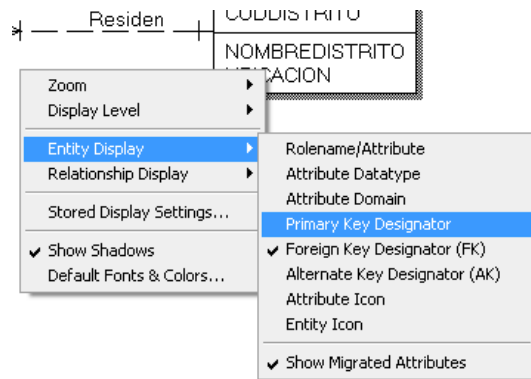 Residen
CODDISTRITO
NOMBREDISTRITO
UBICACION
Zoom
Display Level
Entity Display
Relationship Display
Stored Display Settings...
Show Shadows
Default Fonts & Colors...
Rolename/Attribute
Attribute Datatype
Attribute Domain
Primary Key Designator
Foreign Key Designator (FK)
Alternate Key Designator (AK)
Attribute Icon
Entity Icon
Show Migrated Attributes